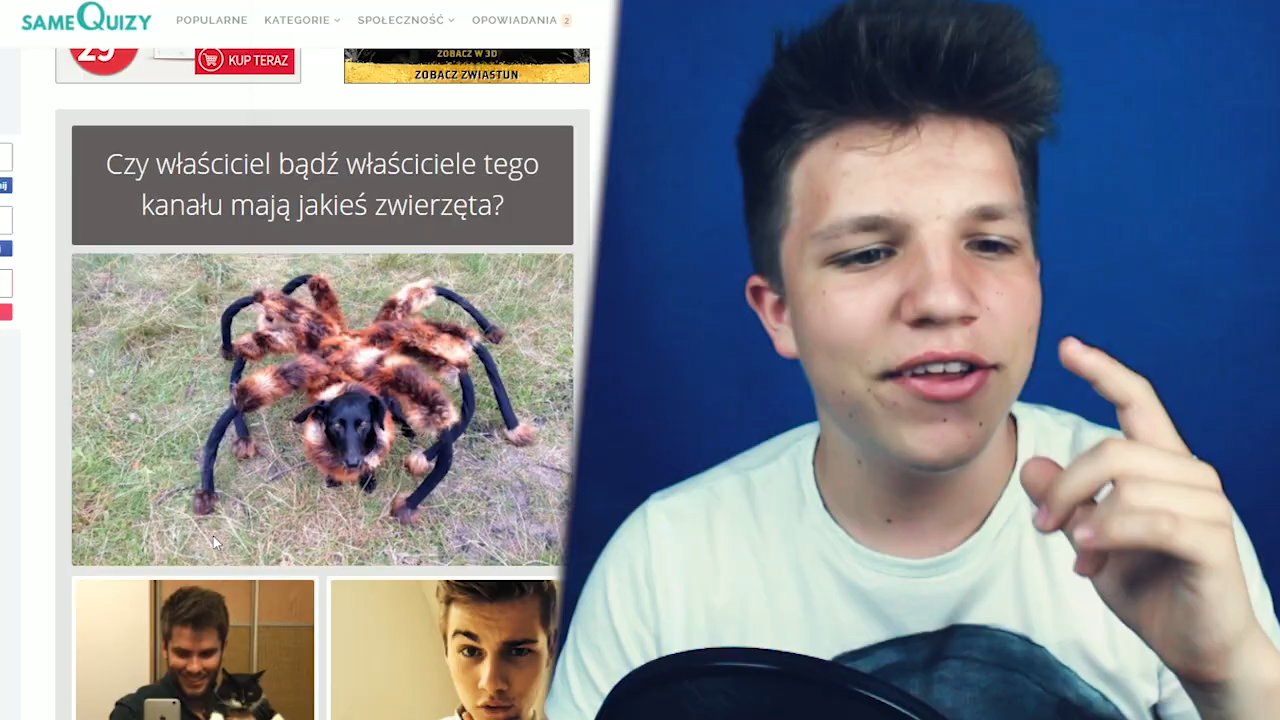 SAMEQUIZY
POPULARNE KATEGORIE SPOŁECZNOŚĆ OPOWIADANIA 2
29
KUP TERAZ
ZOBACZ W 3D
ZOBACZ ZWIASTUN
Czy właściciel bądź właściciele tego
kanału mają jakieś zwierzęta?